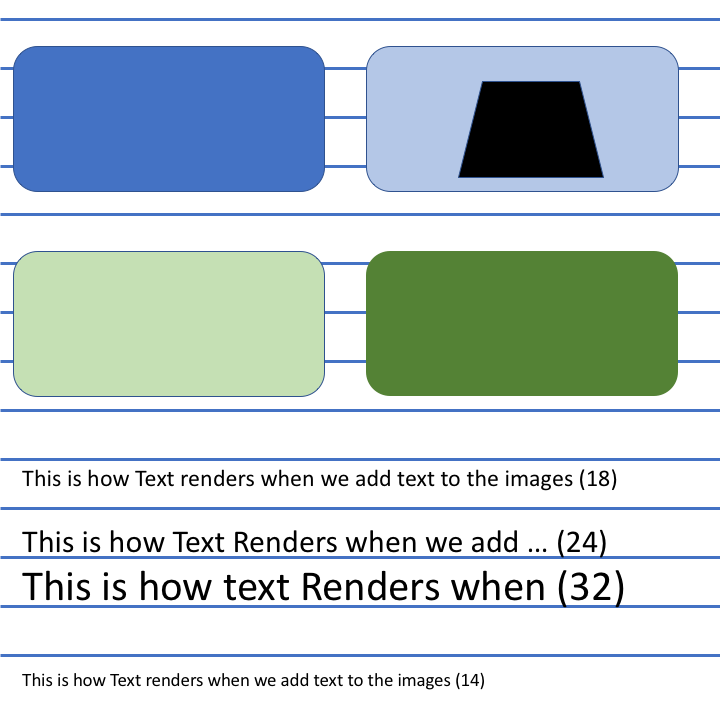 This is how Text renders when we add text to the images (18)
This is how Text Renders when we add ... (24)
This is how text Renders when (32)
This is how Text renders when we add text to the images (14)